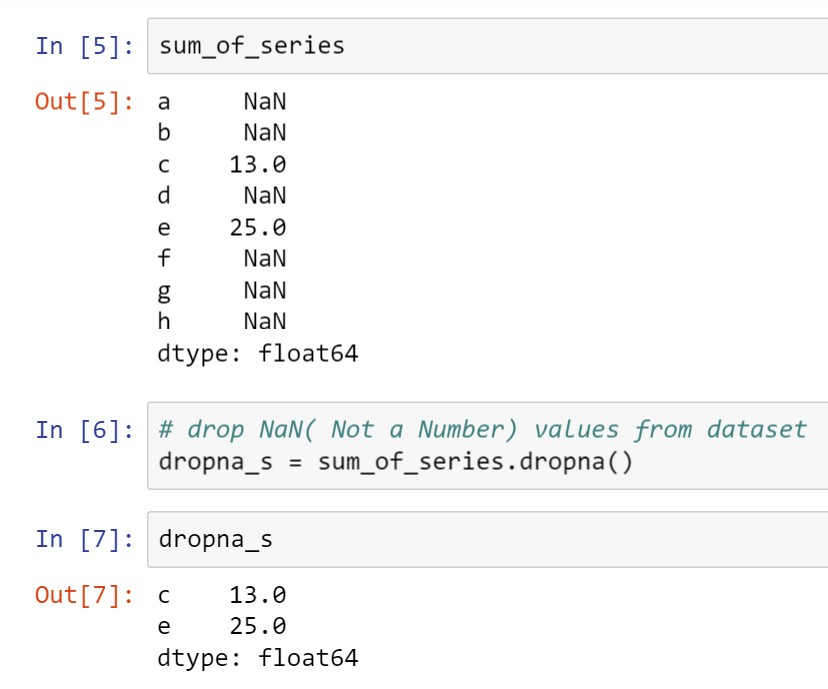 In [5]: sum_of_series
Out[5]: a NaN
b NaN
c 13.0
d NaN
e 25.0
f NaN
g NaN
h NaN
dtype: float64
In [6]: # drop NaN( Not a Number) values from dataset
dropna_s = sum_of_series.dropna()
In [7]: dropna_s
Out[7]: c 13.0
e 25.0
dtype: float64